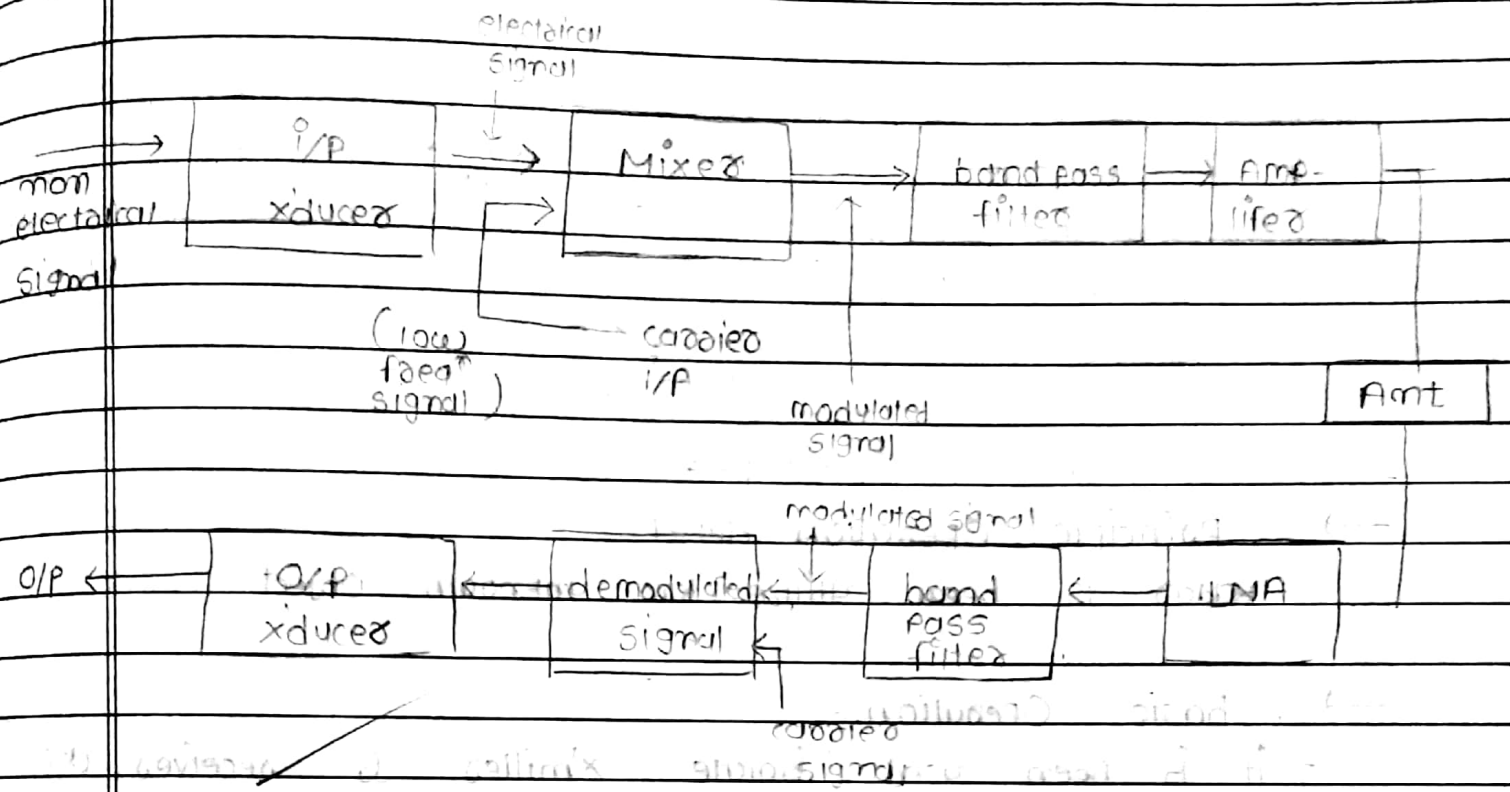 electrical
signal
i/p
xducer
Mixer
band pass
filter
Amp-
lifer
non
electrical
signal
(low
freqⁿ
signal)
carrier
i/p
modulated
signal
Amt
modulated signal
O/P
O/P
xducer
demodulated
signal
band
pass
filter
LNA
carrier
signal